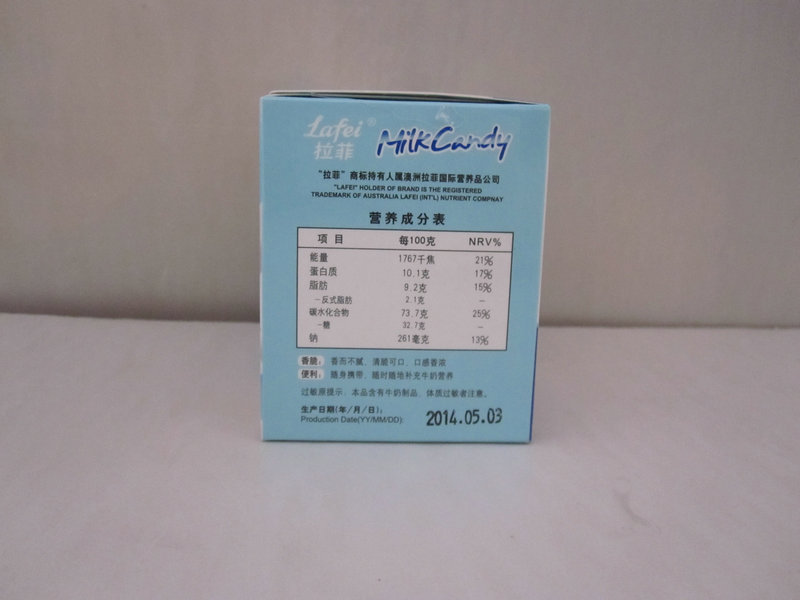 Lafei® MilkCandy
拉菲
"拉菲"商标持有人属澳洲拉菲国际营养品公司
"LAFEI" HOLDER OF BRAND IS THE REGISTERED
TRADEMARK OF AUSTRALIA LAFEI (INT'L) NUTRIENT COMPNAY
营养成分表
项 目 每100克 NRV%
能量 1767千焦 21%
蛋白质 10.1克 17%
脂肪 9.2克 15%
－反式脂肪 2.1克 －
碳水化合物 73.7克 25%
－糖 32.7克 －
钠 261毫克 13%
香脆: 香而不腻，清脆可口，口感香浓
便利: 随身携带，随时随地补充牛奶营养
过敏原提示：本品含有牛奶制品，体质过敏者注意。
生产日期(年/月/日):
Production Date(YY/MM/DD): 2014.05.03